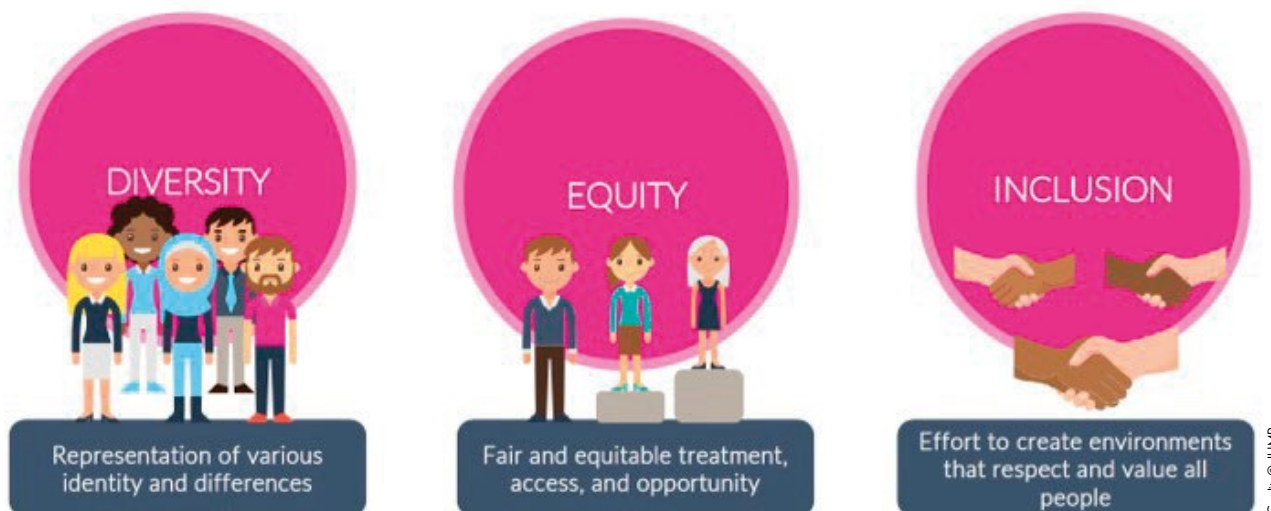 DIVERSITY
Representation of various
identity and differences
EQUITY
Fair and equitable treatment,
access, and opportunity
INCLUSION
Effort to create environments
that respect and value all
people